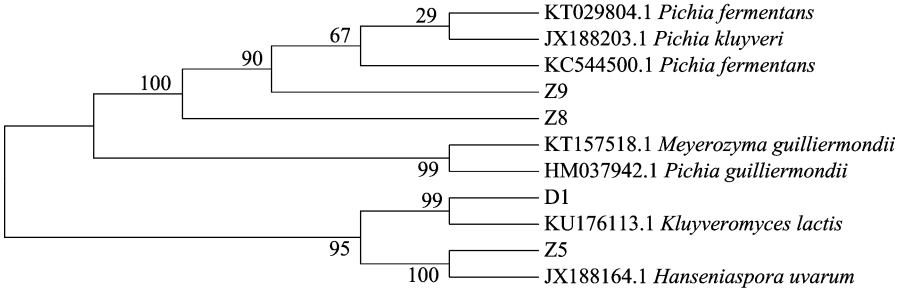 29
KT029804.1 Pichia fermentans
67
JX188203.1 Pichia kluyveri
90
KC544500.1 Pichia fermentans
100
Z9
Z8
KT157518.1 Meyerozyma guilliermondii
99
HM037942.1 Pichia guilliermondii
99
D1
KU176113.1 Kluyveromyces lactis
95
Z5
100
JX188164.1 Hanseniaspora uvarum